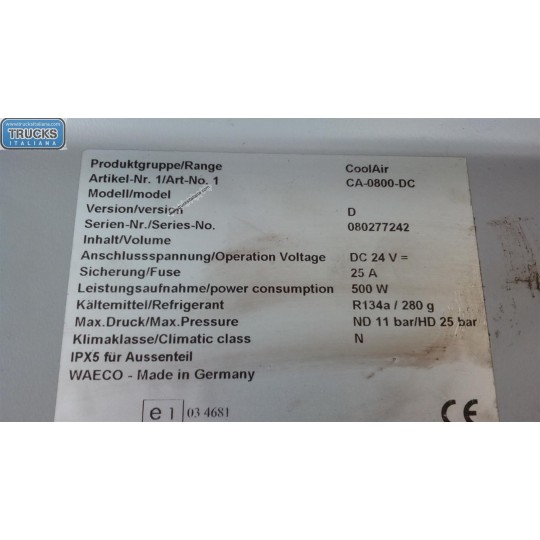 www.trucksitaliana.com
TRUCKS
ITALIANA
Produktgruppe/Range CoolAir
Artikel-Nr. 1/Art-No. 1 CA-0800-DC
Modell/model
Version/version D
Serien-Nr./Series-No. 080277242
Inhalt/Volume
Anschlussspannung/Operation Voltage DC 24 V =
Sicherung/Fuse 25 A
Leistungsaufnahme/power consumption 500 W
Kältemittel/Refrigerant R134a / 280 g
Max.Druck/Max.Pressure ND 11 bar/HD 25 bar
Klimaklasse/Climatic class N
IPX5 für Aussenteil
WAECO - Made in Germany
e1 03 4681 CE